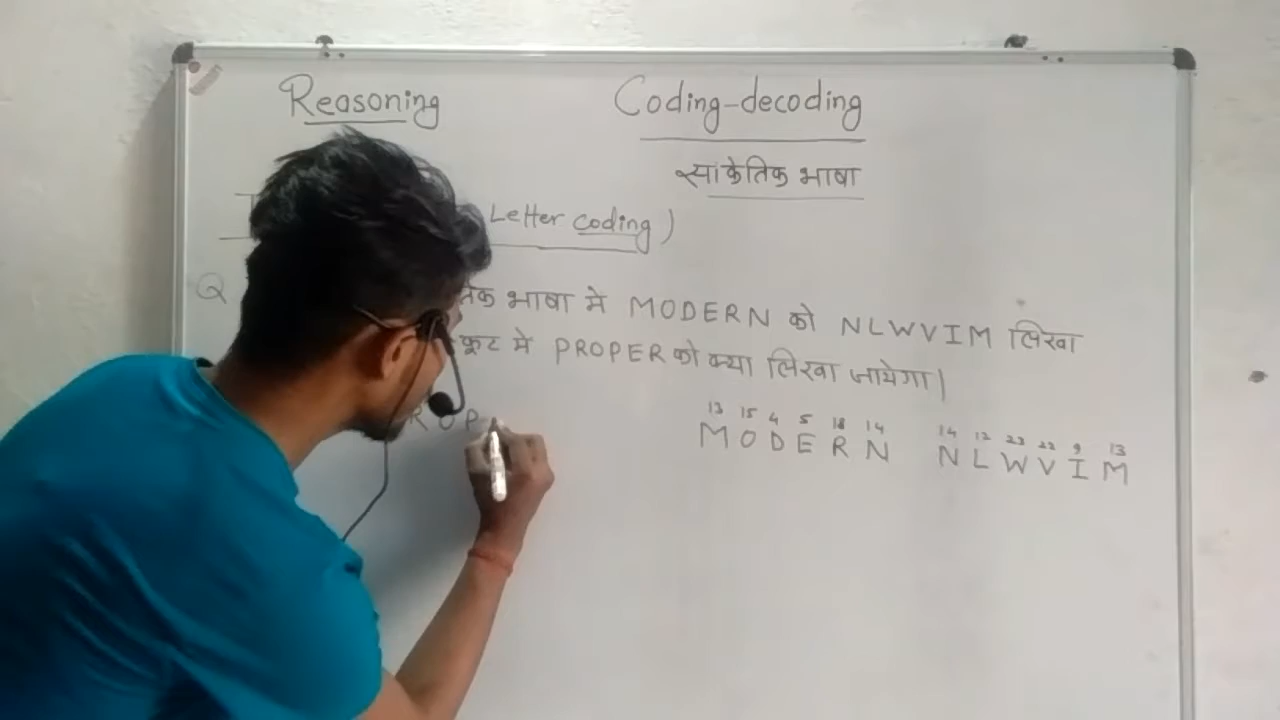 Reasoning
Coding-decoding
सांकेतिक भाषा
Letter coding )
Q
भाषा मे MODERN को NLWVIM लिखा
कूट मे PROPER को क्या लिखा जायेगा।
13 15 4 5 18 14 14 12 23 22 9 13
R O P M O D E R N N L W V I M